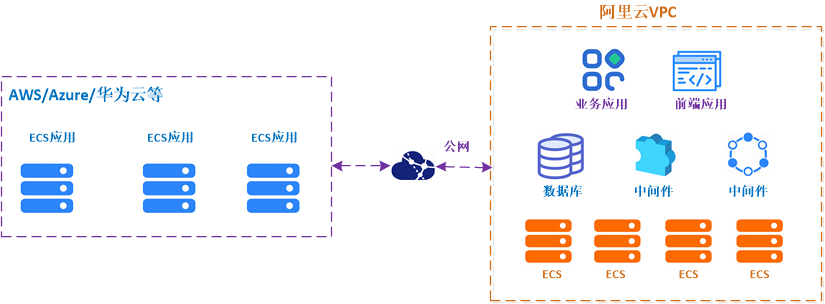 阿里云VPC
AWS/Azure/华为云等
ECS应用
ECS应用
ECS应用
公网
业务应用
前端应用
数据库
中间件
中间件
ECS
ECS
ECS
ECS